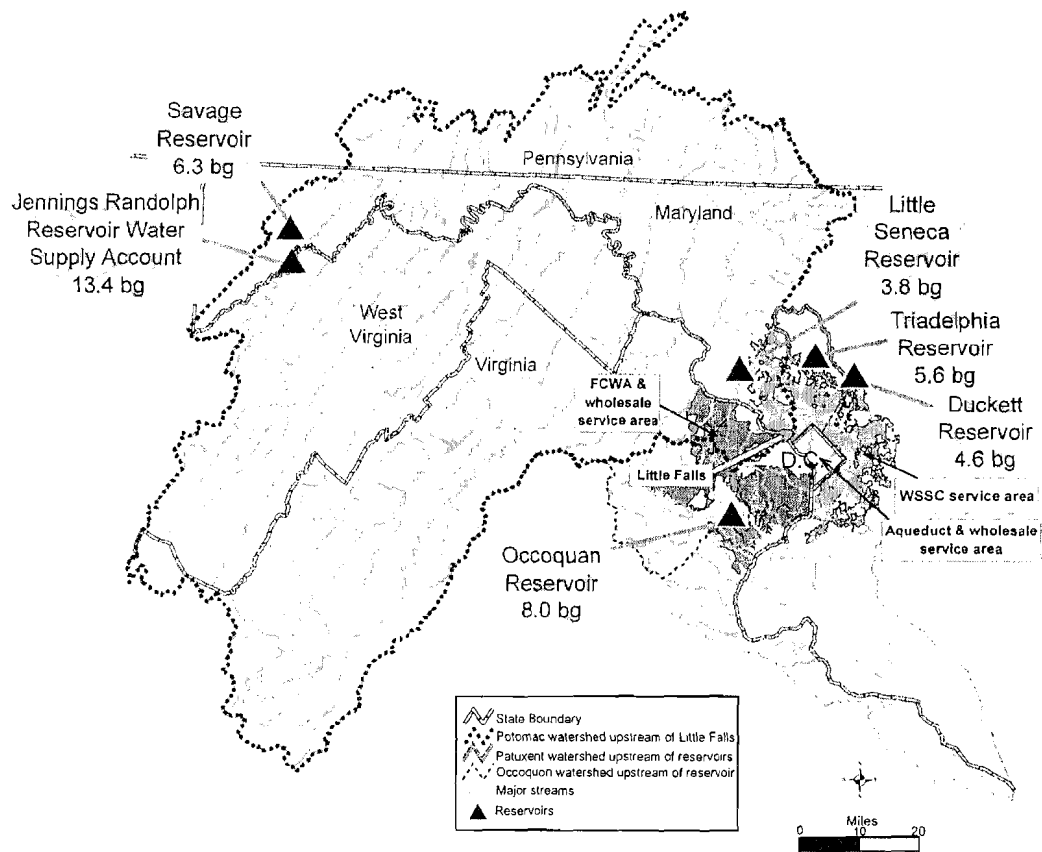 Savage
Reservoir
6.3 bg
Jennings Randolph
Reservoir Water
Supply Account
13.4 bg
Pennsylvania
Maryland
Little
Seneca
Reservoir
3.8 bg
West
Virginia
Virginia
Triadelphia
Reservoir
5.6 bg
FCWA &
wholesale
service area
Duckett
Reservoir
4.6 bg
D.C.
Little Falls
WSSC service area
Aqueduct & wholesale
service area
Occoquan
Reservoir
8.0 bg
State Boundary
Potomac watershed upstream of Little Falls
Patuxent watershed upstream of reservoirs
Occoquon watershed upstream of reservoir
Major streams
Reservoirs
Miles
0 10 20